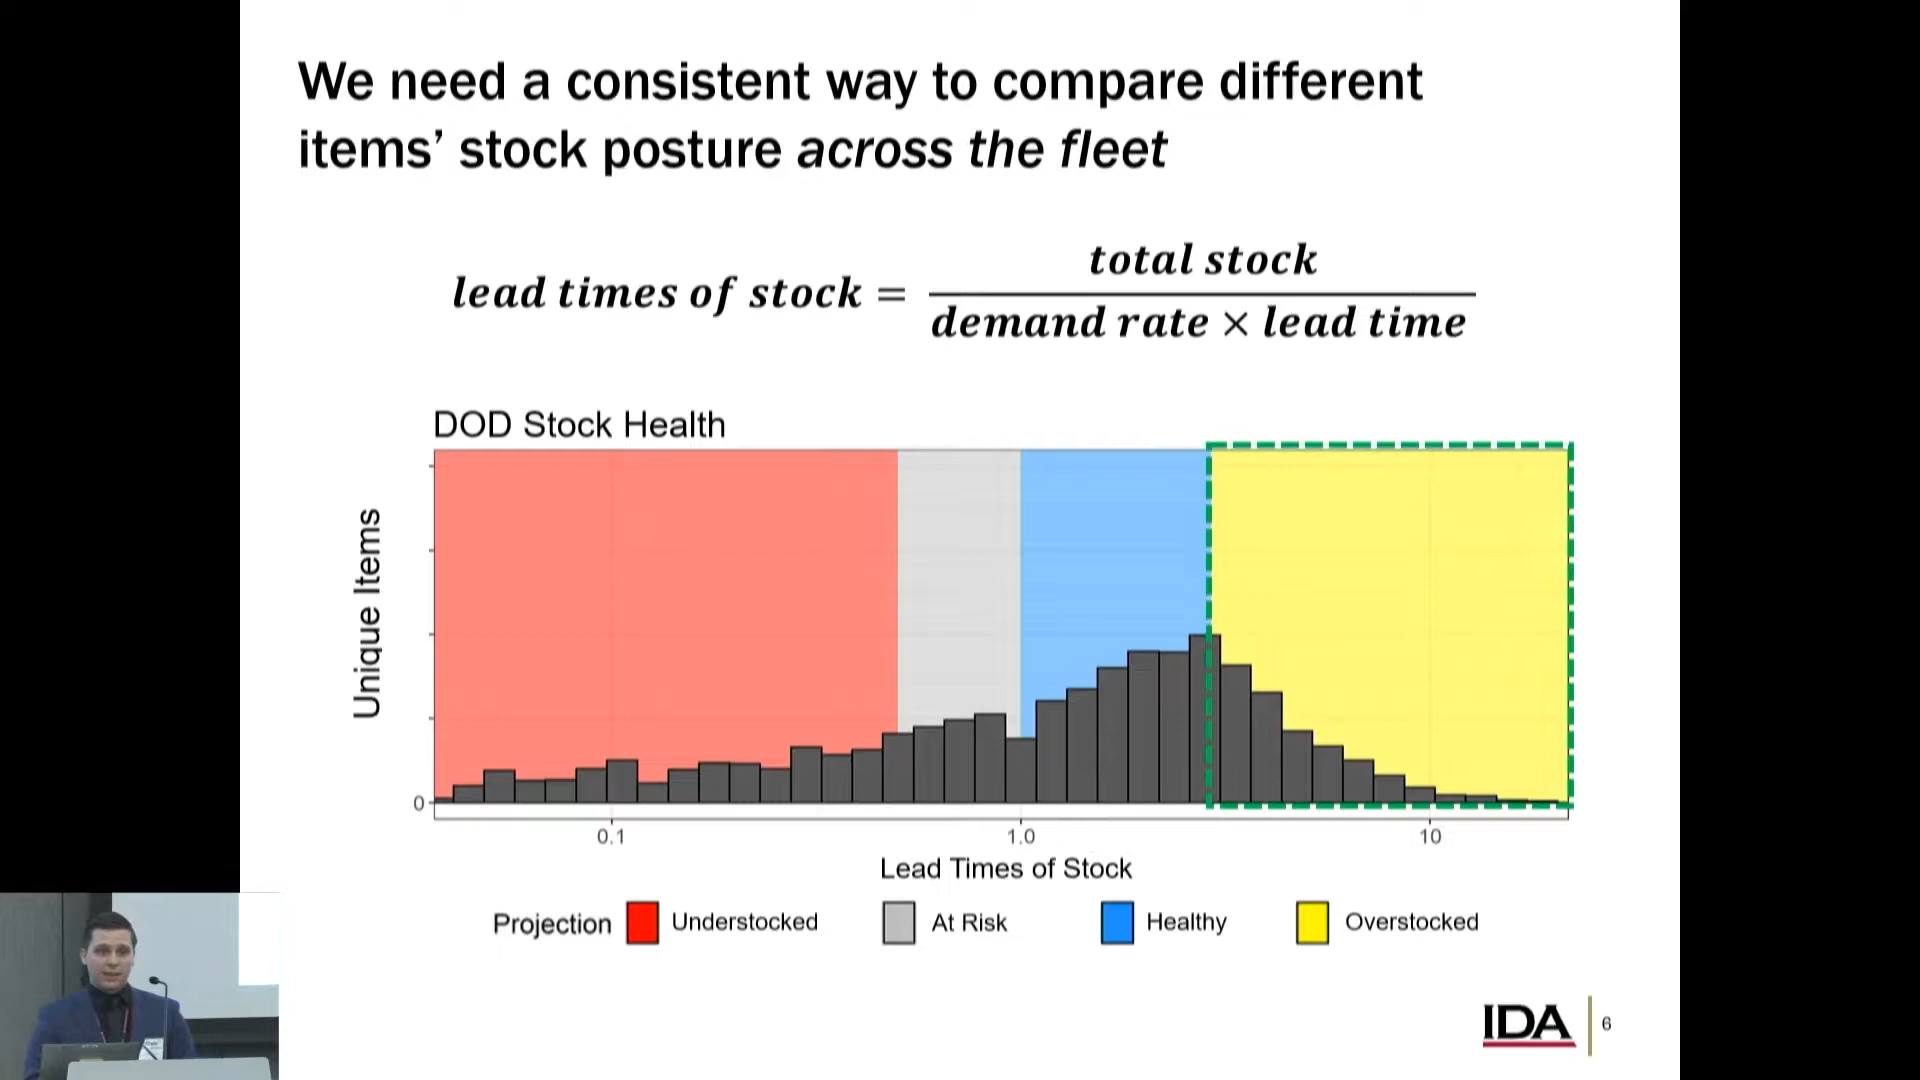 We need a consistent way to compare different
items’ stock posture across the fleet
lead times of stock = total stock
demand rate × lead time
DOD Stock Health
Unique Items
0
0.1 1.0 10
Lead Times of Stock
Projection Understocked At Risk Healthy Overstocked
IDA 6